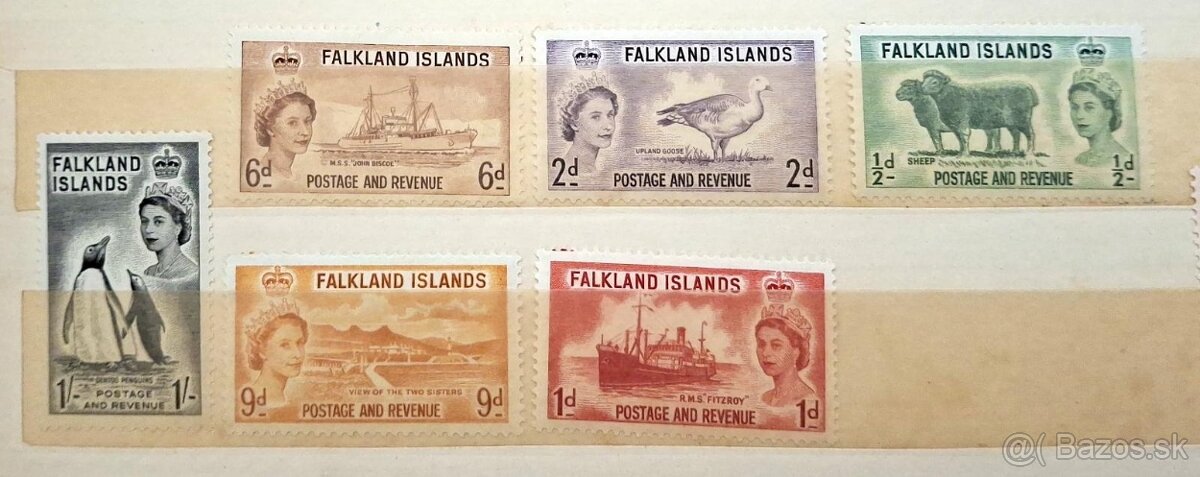 FALKLAND ISLANDS
M.S.S. "JOHN BISCOE"
6d 6d
POSTAGE AND REVENUE
FALKLAND ISLANDS
UPLAND GOOSE
2d 2d
POSTAGE AND REVENUE
FALKLAND ISLANDS
SHEEP
½d ½d
POSTAGE AND REVENUE
FALKLAND
ISLANDS
GENTOO PENGUINS
1/- 1/-
POSTAGE
AND REVENUE
FALKLAND ISLANDS
VIEW OF THE TWO SISTERS
9d 9d
POSTAGE AND REVENUE
FALKLAND ISLANDS
R.M.S. "FITZROY"
1d 1d
POSTAGE AND REVENUE
Bazos.sk